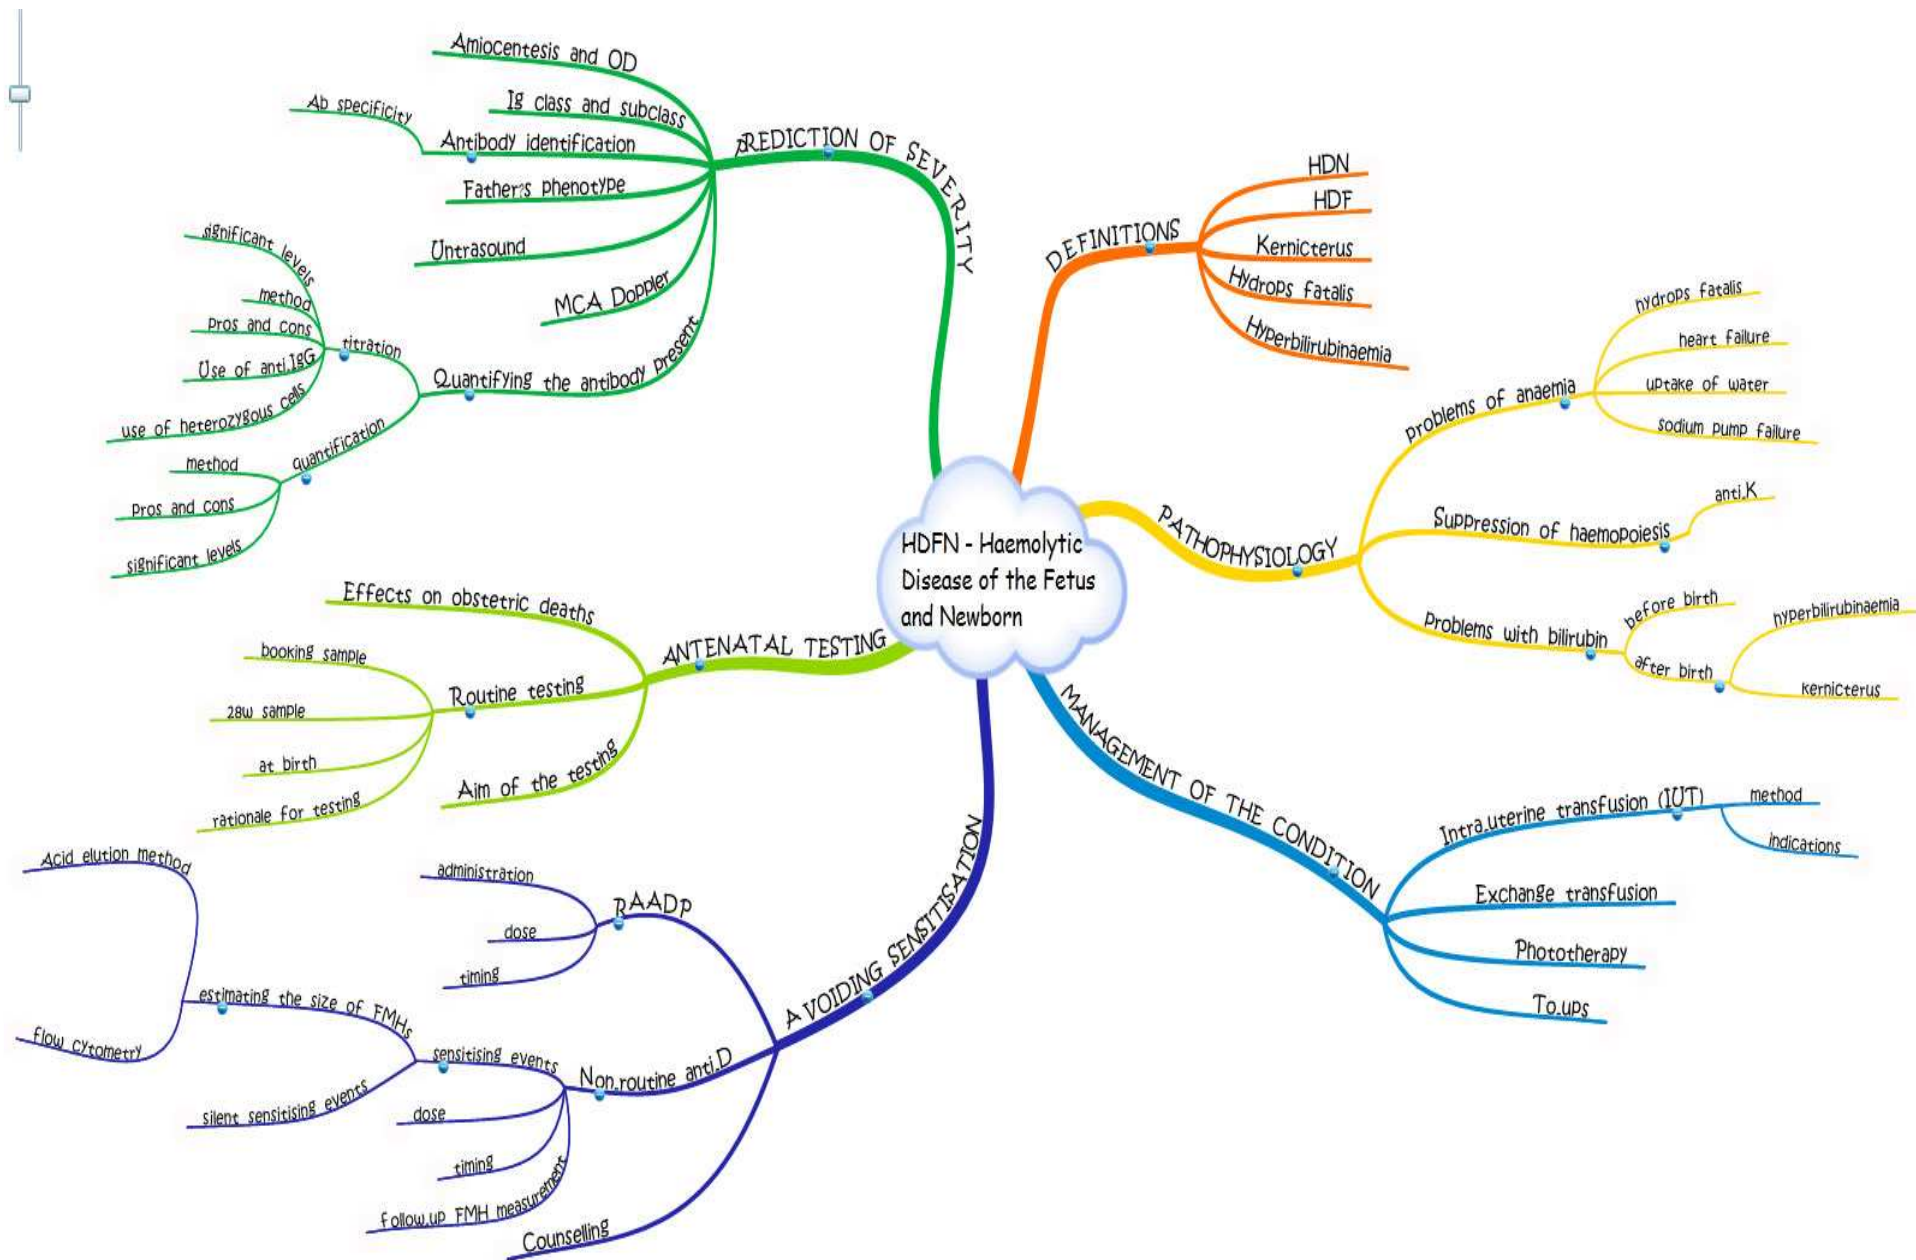 HDFN - Haemolytic
Disease of the Fetus
and Newborn
DEFINITIONS
HDN
HDF
Kernicterus
Hydrops fatalis
Hyperbilirubinaemia
PATHOPHYSIOLOGY
problems of anaemia
hydrops fatalis
heart failure
uptake of water
sodium pump failure
Suppression of haemopoiesis
anti-K
Problems with bilirubin
before birth
after birth
hyperbilirubinaemia
kernicterus
MANAGEMENT OF THE CONDITION
Intra-uterine transfusion (IUT)
method
indications
Exchange transfusion
Phototherapy
To-ups
AVOIDING SENSITISATION
RAADP
administration
dose
timing
Non-routine anti-D
sensitising events
estimating the size of FMHs
Acid elution method
flow cytometry
silent sensitising events
dose
timing
follow-up FMH measurement
Counselling
ANTENATAL TESTING
Effects on obstetric deaths
Routine testing
booking sample
28w sample
at birth
rationale for testing
Aim of the testing
PREDICTION OF SEVERITY
Amiocentesis and OD
Ig class and subclass
Antibody identification
Ab specificity
Father?s phenotype
Untrasound
MCA Doppler
Quantifying the antibody present
titration
significant levels
method
Pros and cons
Use of anti-IgG
use of heterozygous cells
quantification
method
Pros and cons
significant levels